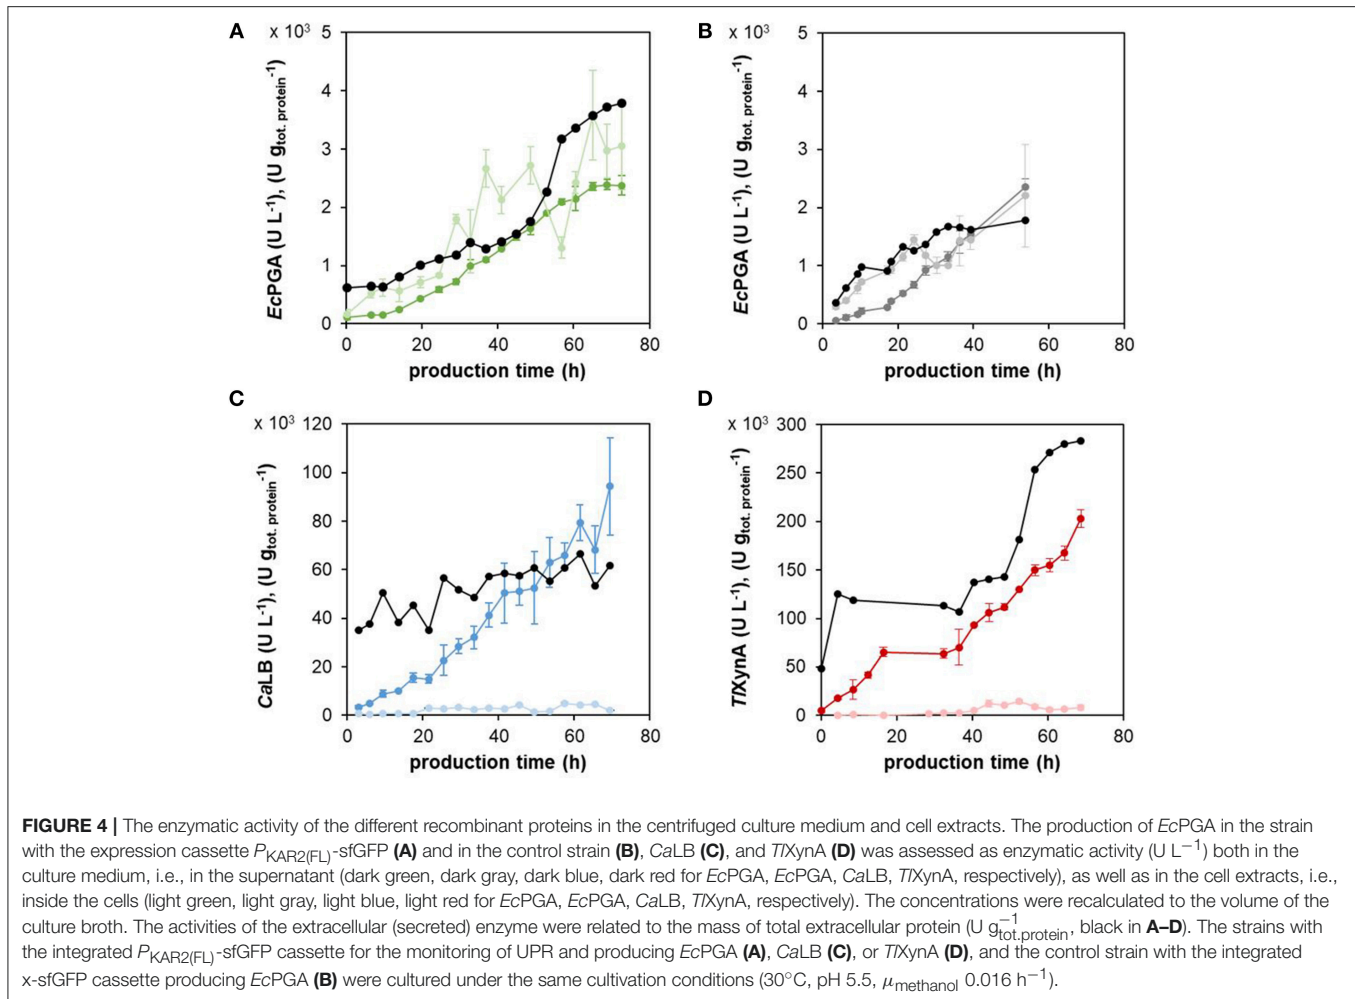 A
x 10³ 5
4
3
2
1
0
EcPGA (U L⁻¹), (U g_tot. protein⁻¹)
0 20 40 60 80
production time (h)
B
x 10³
5
4
3
2
1
0
EcPGA (U L⁻¹), (U g_tot. protein⁻¹)
0 20 40 60 80
production time (h)
C
x 10³ 120
100
80
60
40
20
0
CaLB (U L⁻¹), (U g_tot. protein⁻¹)
0 20 40 60 80
production time (h)
D
x 10³ 300
250
200
150
100
50
0
TlXynA (U L⁻¹), (U g_tot. protein⁻¹)
0 20 40 60 80
production time (h)
FIGURE 4 | The enzymatic activity of the different recombinant proteins in the centrifuged culture medium and cell extracts. The production of EcPGA in the strain
with the expression cassette P_KAR2(FL)-sfGFP (A) and in the control strain (B), CaLB (C), and TlXynA (D) was assessed as enzymatic activity (U L⁻¹) both in the
culture medium, i.e., in the supernatant (dark green, dark gray, dark blue, dark red for EcPGA, EcPGA, CaLB, TlXynA, respectively), as well as in the cell extracts, i.e.,
inside the cells (light green, light gray, light blue, light red for EcPGA, EcPGA, CaLB, TlXynA, respectively). The concentrations were recalculated to the volume of the
culture broth. The activities of the extracellular (secreted) enzyme were related to the mass of total extracellular protein (U g⁻¹_tot.protein, black in A–D). The strains with
the integrated P_KAR2(FL)-sfGFP cassette for the monitoring of UPR and producing EcPGA (A), CaLB (C), or TlXynA (D), and the control strain with the integrated
x-sfGFP cassette producing EcPGA (B) were cultured under the same cultivation conditions (30°C, pH 5.5, μ_methanol 0.016 h⁻¹).